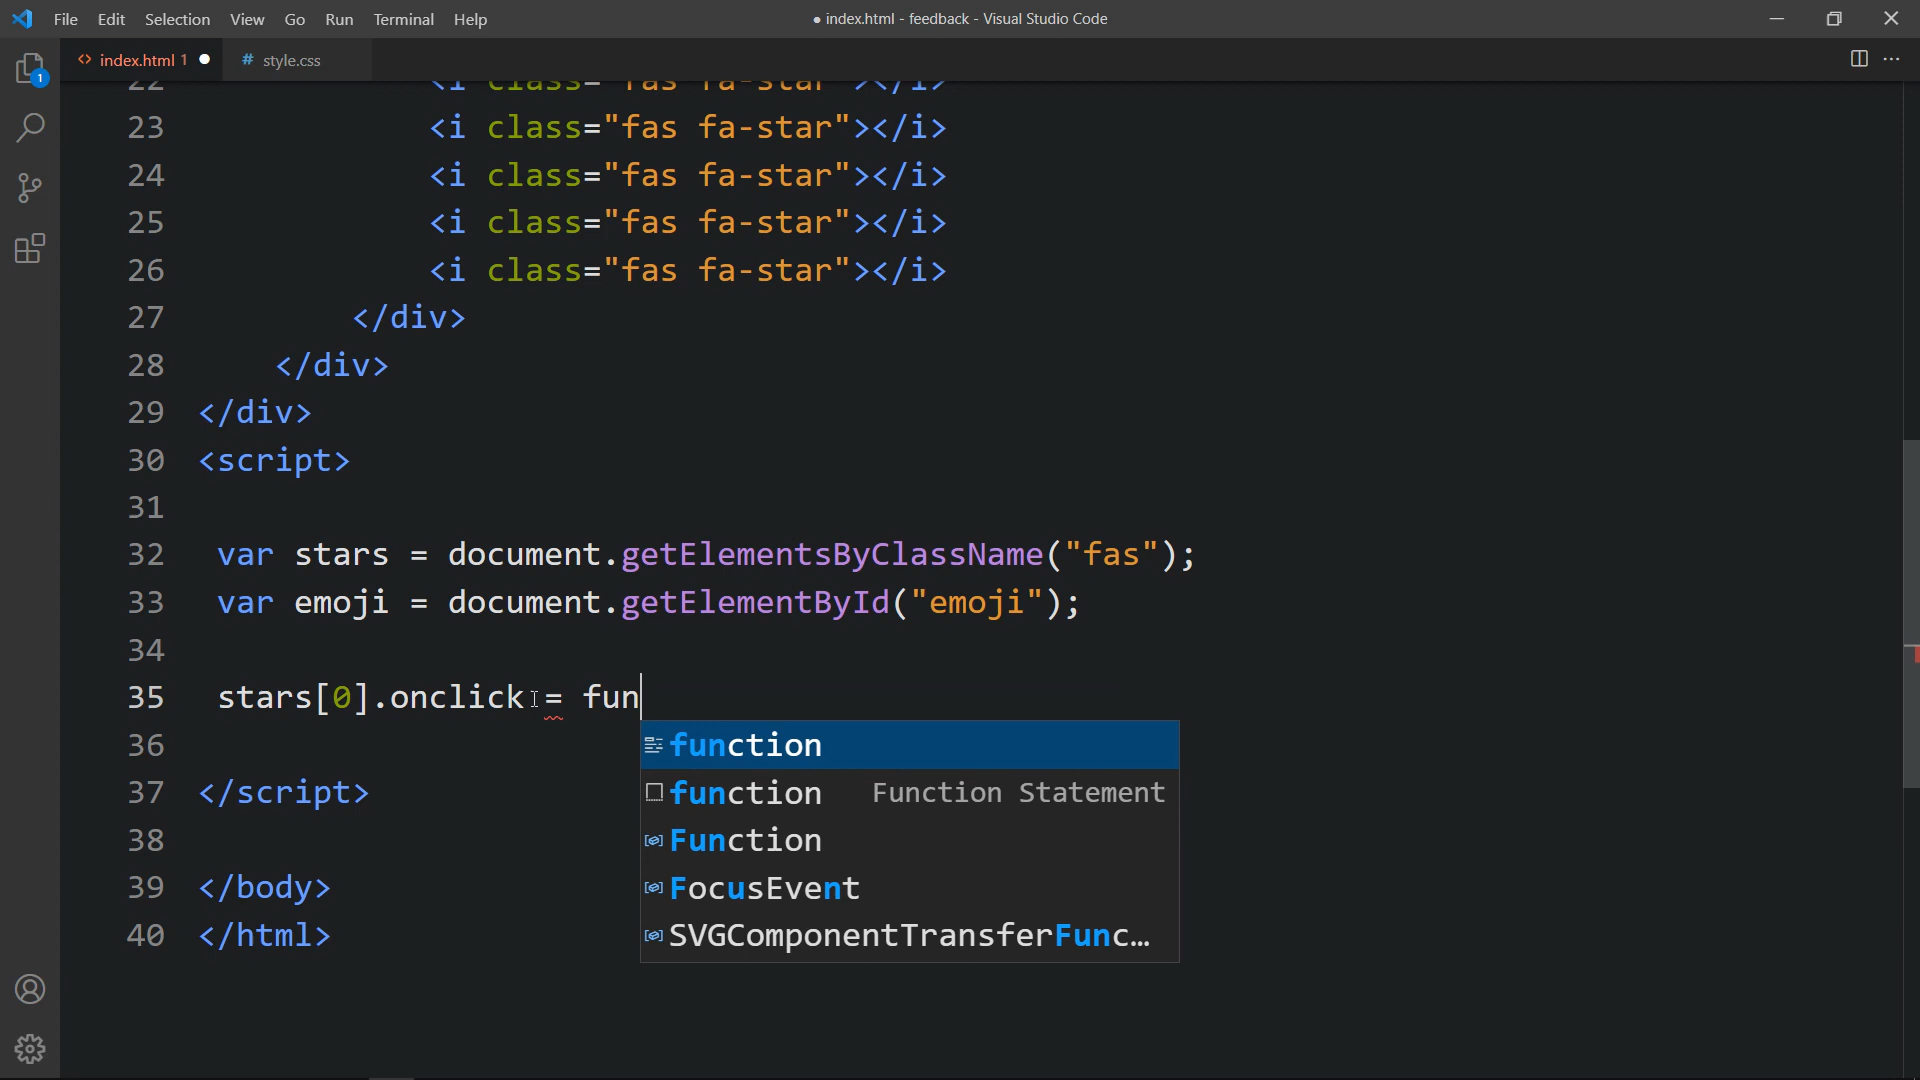 File Edit Selection View Go Run Terminal Help
● index.html - feedback - Visual Studio Code
<> index.html 1 ● # style.css
1
22 <i class="fas fa-star"></i>
23 <i class="fas fa-star"></i>
24 <i class="fas fa-star"></i>
25 <i class="fas fa-star"></i>
26 <i class="fas fa-star"></i>
27 </div>
28 </div>
29 </div>
30 <script>
31
32 var stars = document.getElementsByClassName("fas");
33 var emoji = document.getElementById("emoji");
34
35 stars[0].onclick = fun
function
36
function Function Statement
37 </script>
Function
38
FocusEvent
39 </body>
SVGComponentTransferFunc…
40 </html>